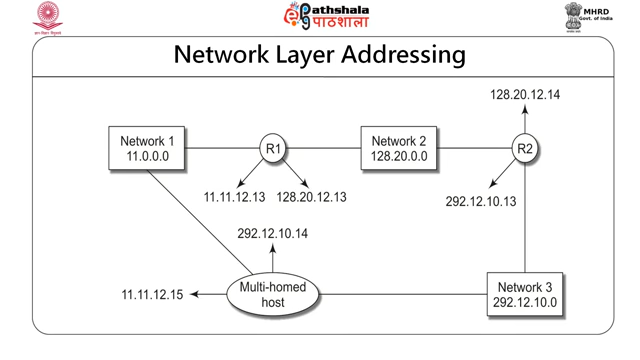 ePathshala
पाठशाला
MHRD
Govt. of India
Network Layer Addressing
128.20.12.14
Network 1
11.0.0.0
R1
Network 2
128.20.0.0
R2
11.11.12.13
128.20.12.13
292.12.10.13
292.12.10.14
11.11.12.15
Multi-homed
host
Network 3
292.12.10.0